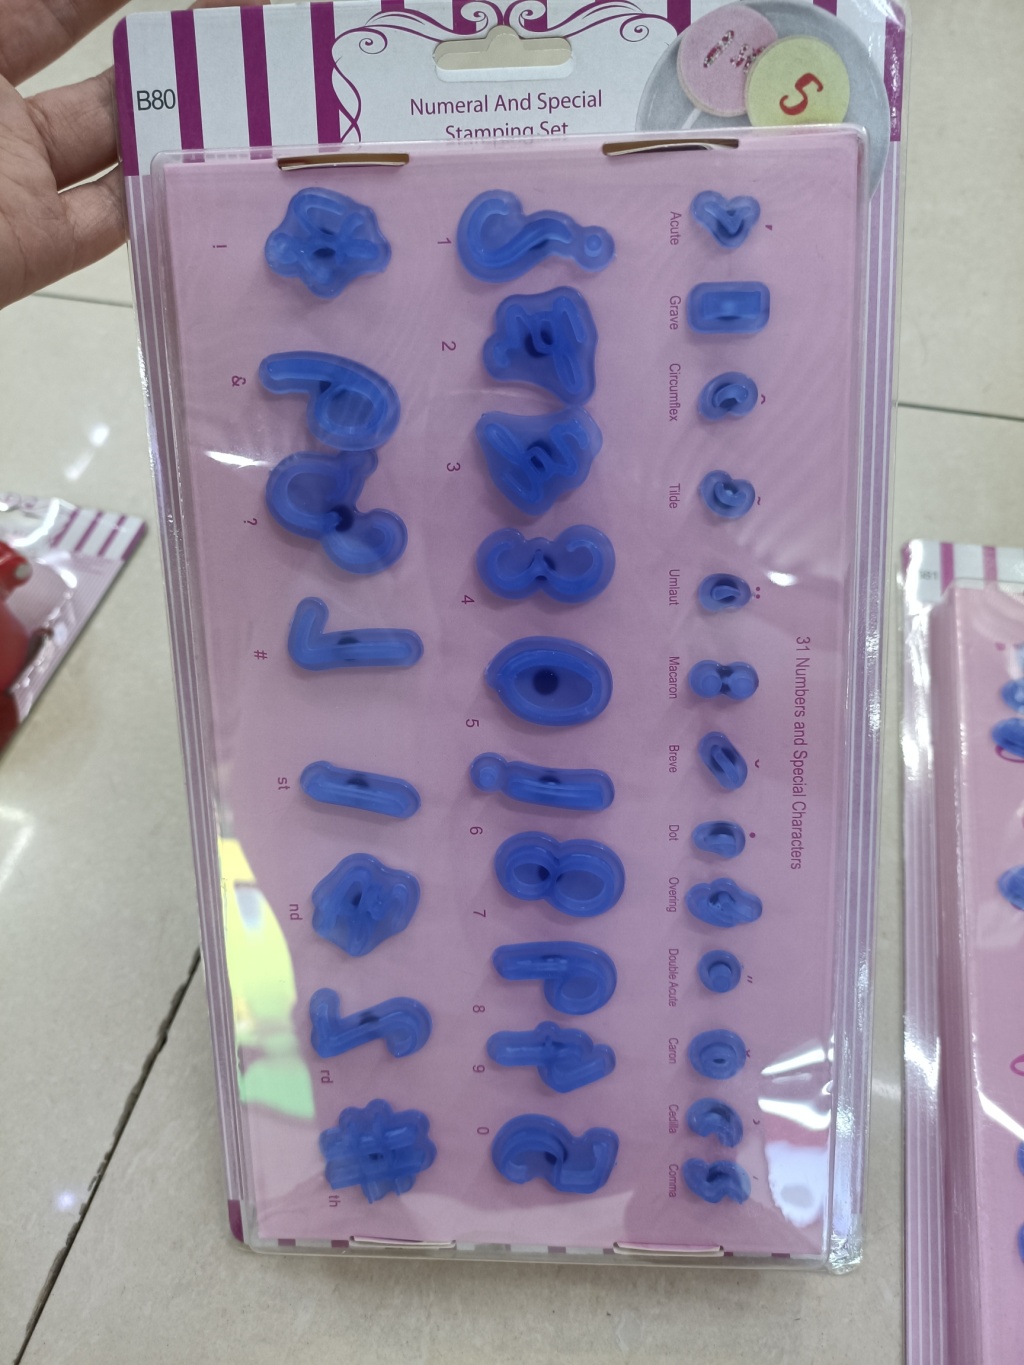 B80
Numeral And Special
Stamping Set
5
31 Numbers and Special Characters
Acute ´
Grave
Circumflex ^
Tilde ~
Umlaut ¨
Macaron
Breve ˘
Dot •
Overing
Double Acute ˝
Caron ˇ
Cedilla ¸
Comma ,
1
2
3
4
5
6
7
8
9
0
!
&
?
#
st
nd
rd
th